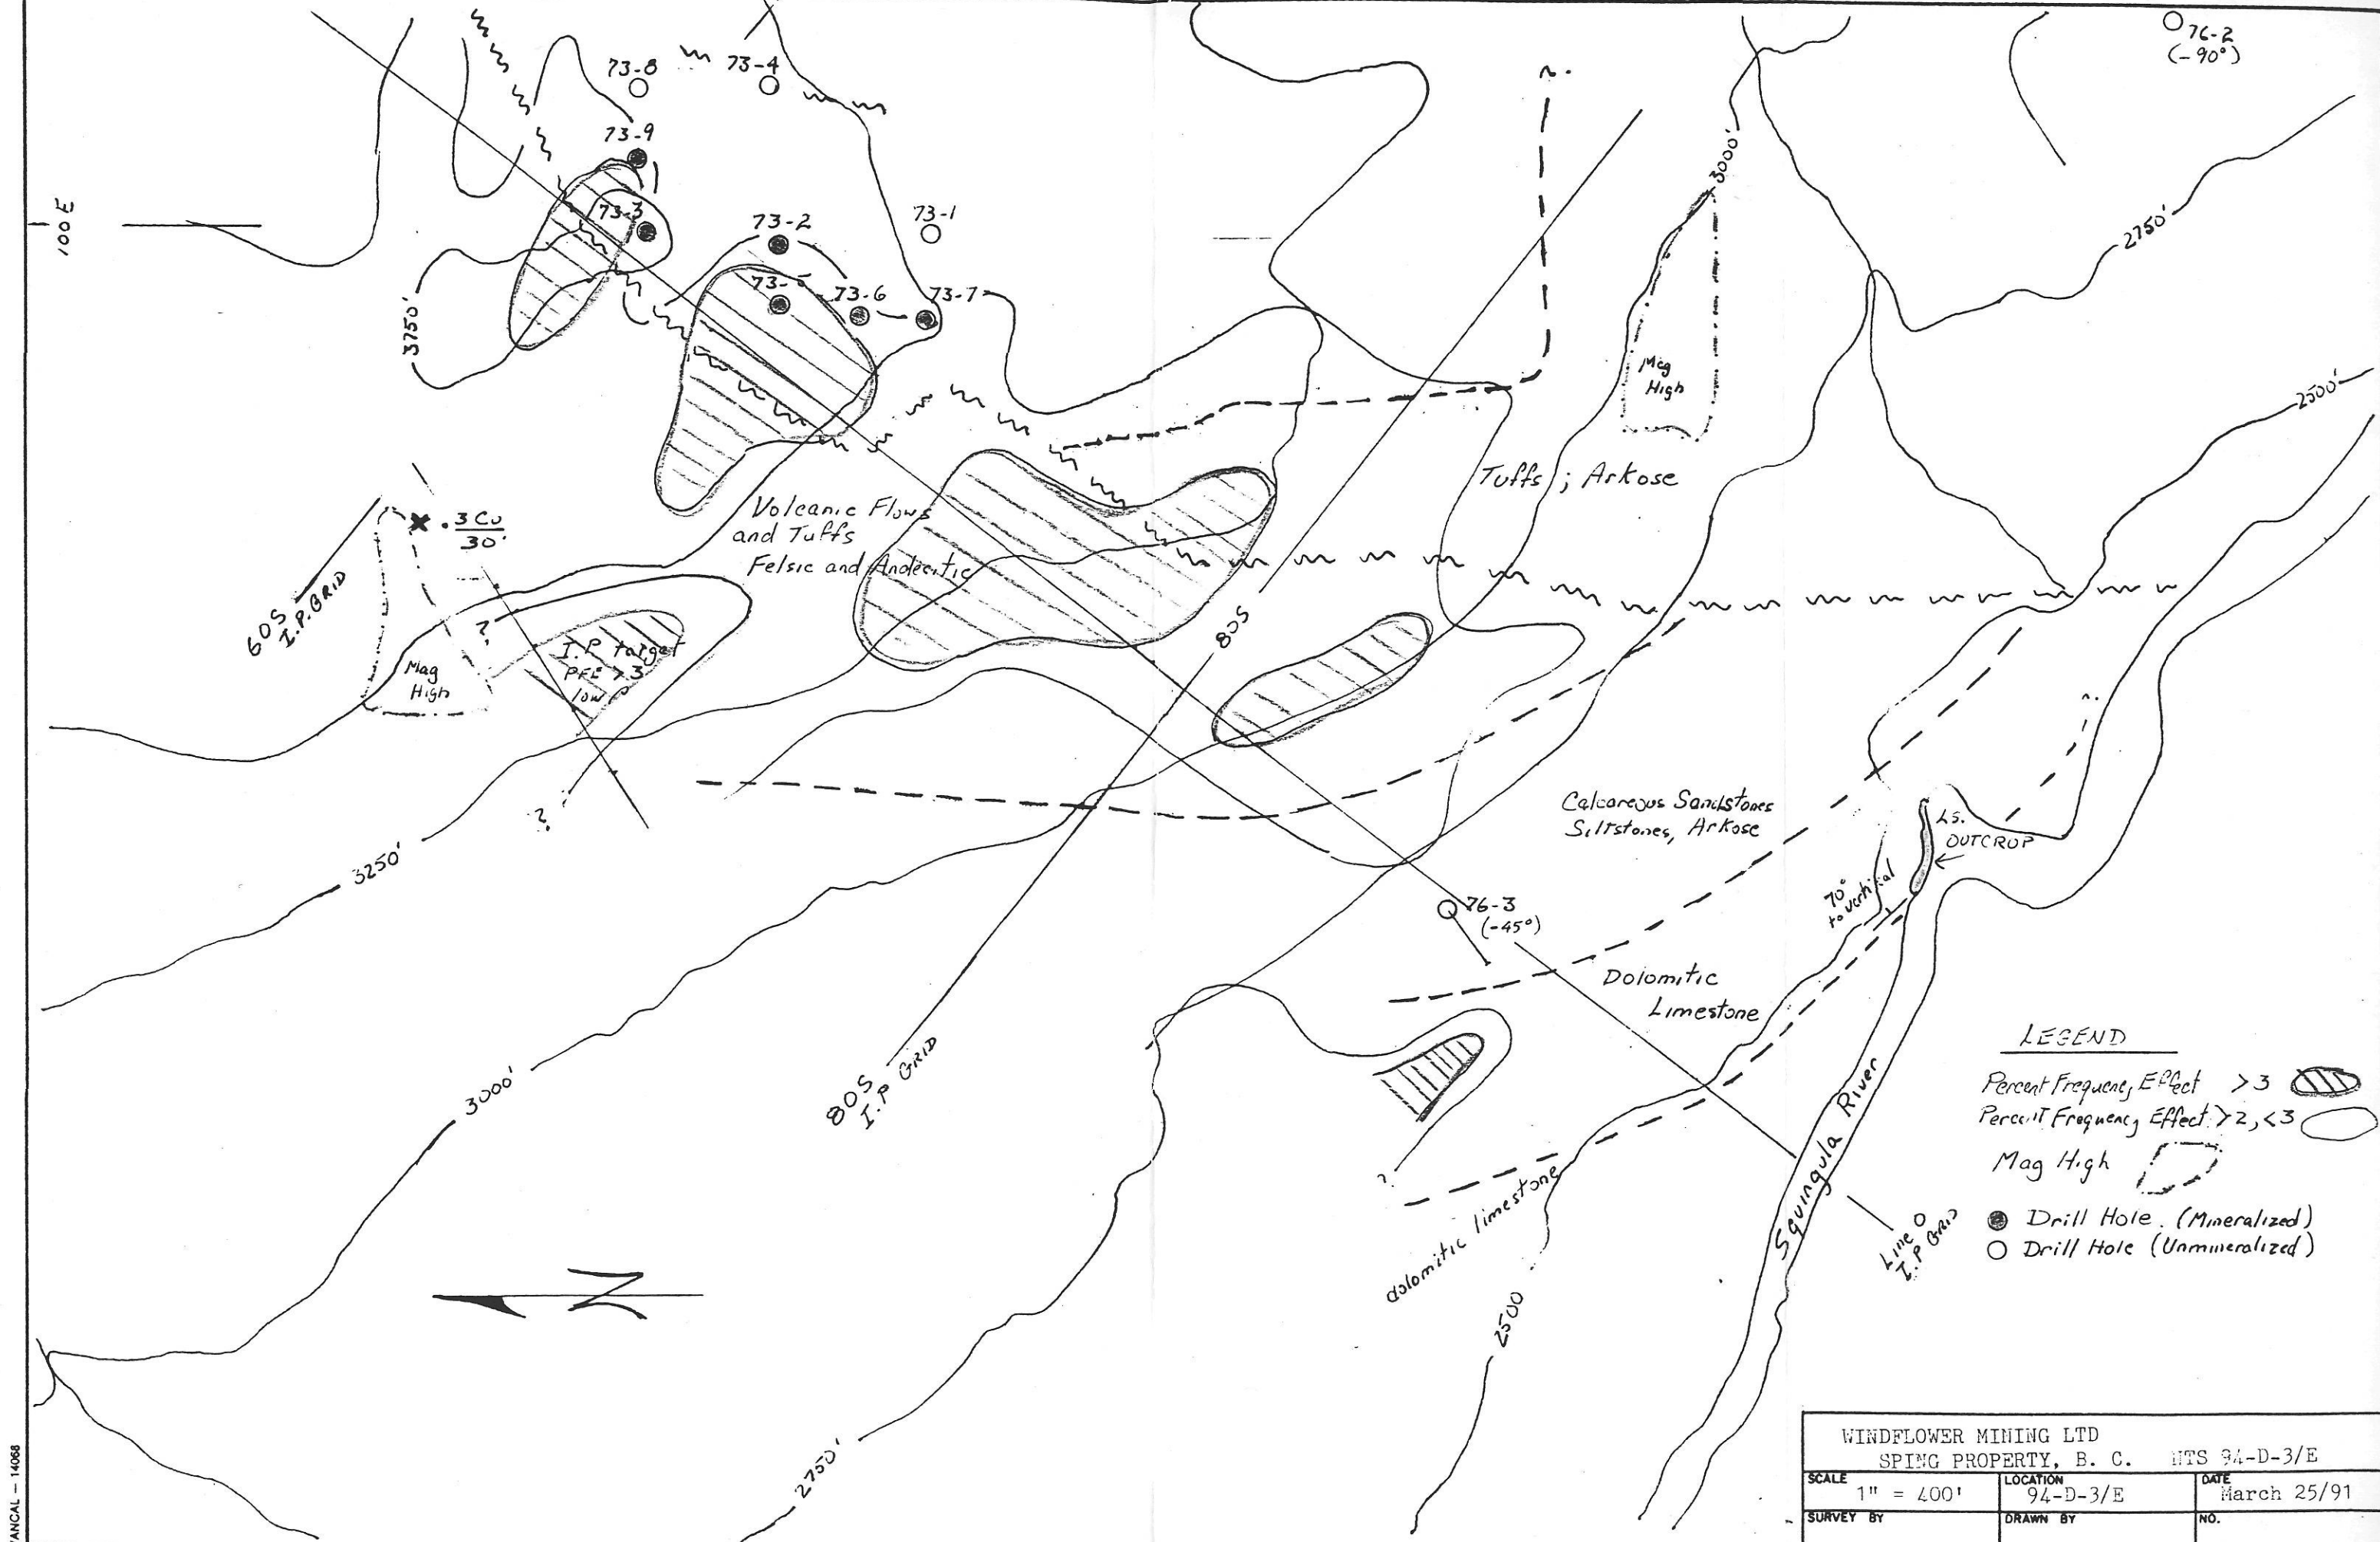 76-2
(-90°)
73-8
73-4
73-9
3000'
100E
73-3
73-2
73-1
2750'
73-
73-6
73-7
3750'
Mag
High
2500'
Tuffs; Arkose
.3Cu
30'
Volcanic Flows
and Tuffs
Felsic and Andecitic
60S
I.P. GRID
80S
?
I.P. target
PFE > 3
low
Mag
High
?
Calcareous Sandstones
Siltstones, Arkose
LS.
OUTCROP
3250'
70°
to vertical
76-3
(-45°)
Dolomitic
Limestone
3000'
80S
I.P GRID
LEGEND
Percent Frequency Effect >3
Percent Frequency Effect >2, <3
Mag High
Drill Hole. (Mineralized)
Drill Hole (Unmineralized)
?
dolomitic limestone
Squingula River
Line O
I.P GRID
N
2500
2750'
VANCAL - 14068
WINDFLOWER MINING LTD
SPING PROPERTY, B. C. NTS 94-D-3/E
SCALE LOCATION DATE
1" = 400' 94-D-3/E March 25/91
SURVEY BY DRAWN BY NO.